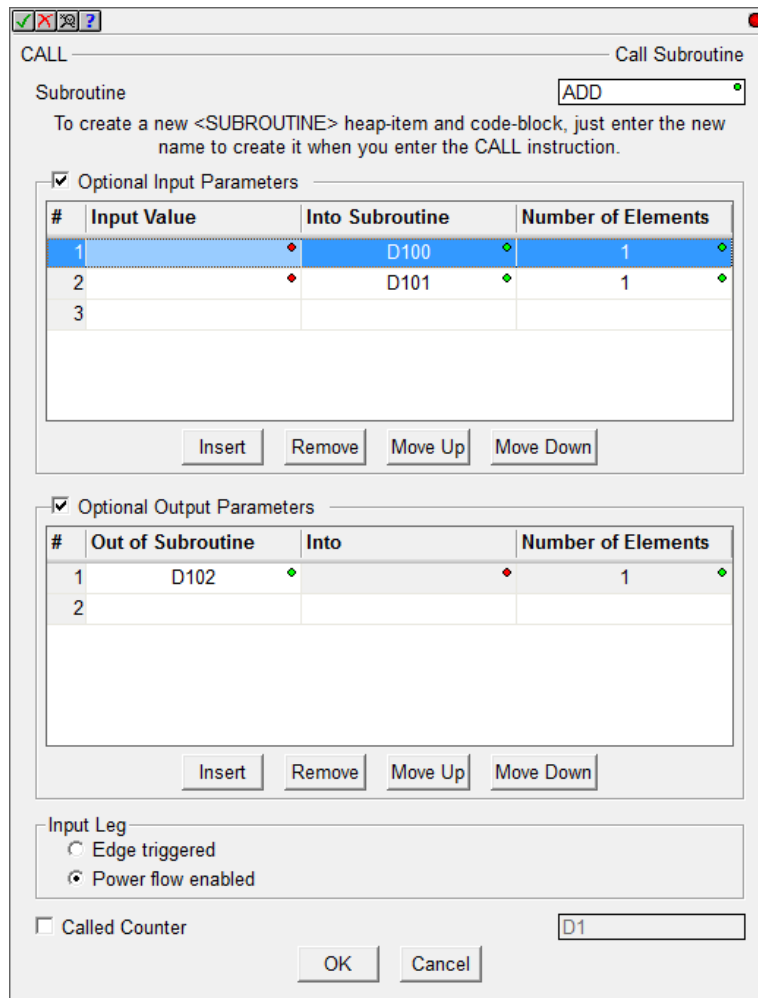 ?
CALL Call Subroutine
Subroutine ADD
To create a new <SUBROUTINE> heap-item and code-block, just enter the new
name to create it when you enter the CALL instruction.
Optional Input Parameters
# Input Value Into Subroutine Number of Elements
1 D100 1
2 D101 1
3
Insert Remove Move Up Move Down
Optional Output Parameters
# Out of Subroutine Into Number of Elements
1 D102 1
2
Insert Remove Move Up Move Down
Input Leg
Edge triggered
Power flow enabled
Called Counter D1
OK Cancel